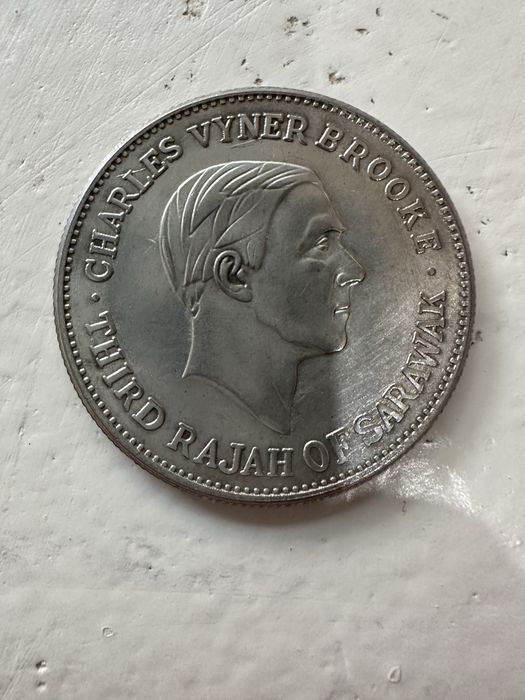 · CHARLES VYNER BROOKE ·
THIRD RAJAH OF SARAWAK